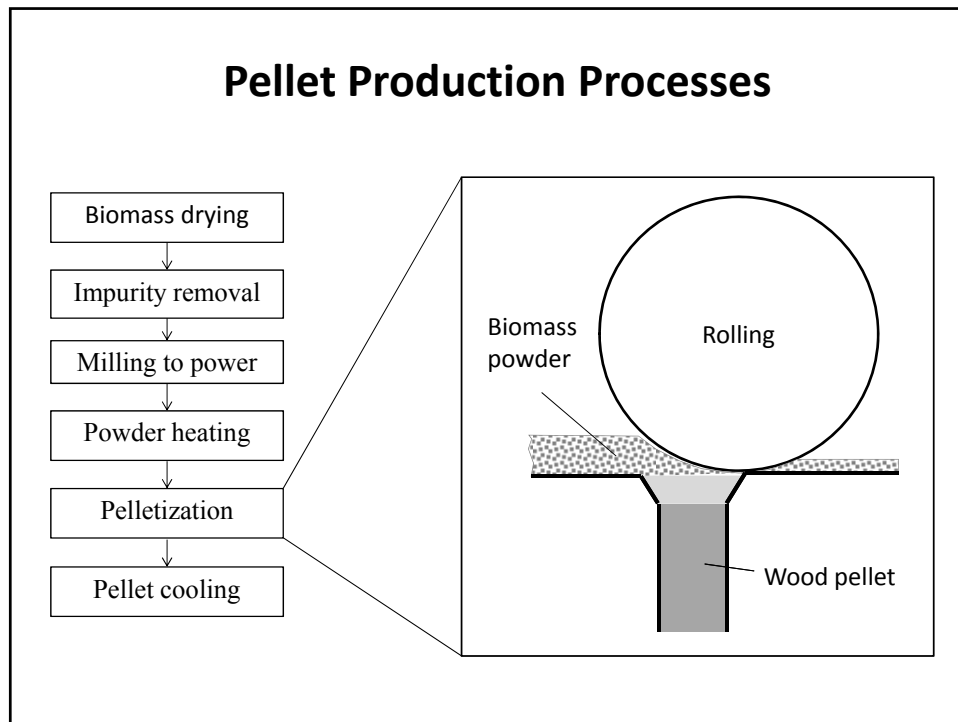 Pellet Production Processes
Biomass drying
Impurity removal
Milling to power
Powder heating
Pelletization
Pellet cooling
Biomass
powder
Rolling
Wood pellet